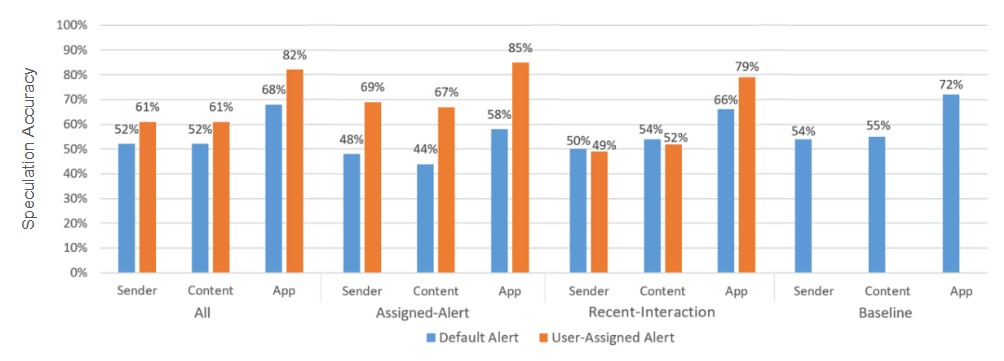 Speculation Accuracy
100%
90%
80%
70%
60%
50%
40%
30%
20%
10%
0%
52% 61% 52% 61% 68% 82% 48% 69% 44% 67% 58% 85% 50% 49% 54% 52% 66% 79% 54% 55% 72%
Sender Content App Sender Content App Sender Content App Sender Content App
All Assigned-Alert Recent-Interaction Baseline
Default Alert User-Assigned Alert